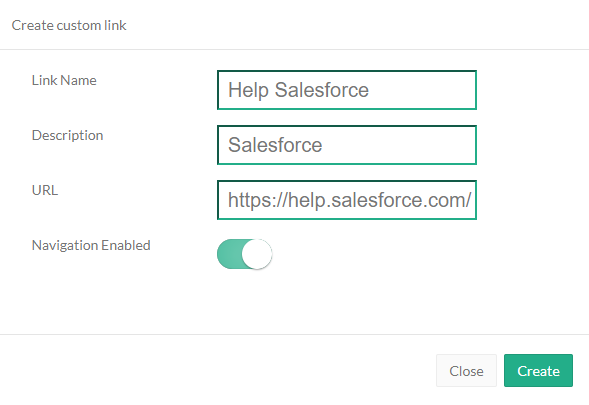 Create custom link
Link Name
Help Salesforce
Description
Salesforce
URL
https://help.salesforce.com/
Navigation Enabled
Close
Create